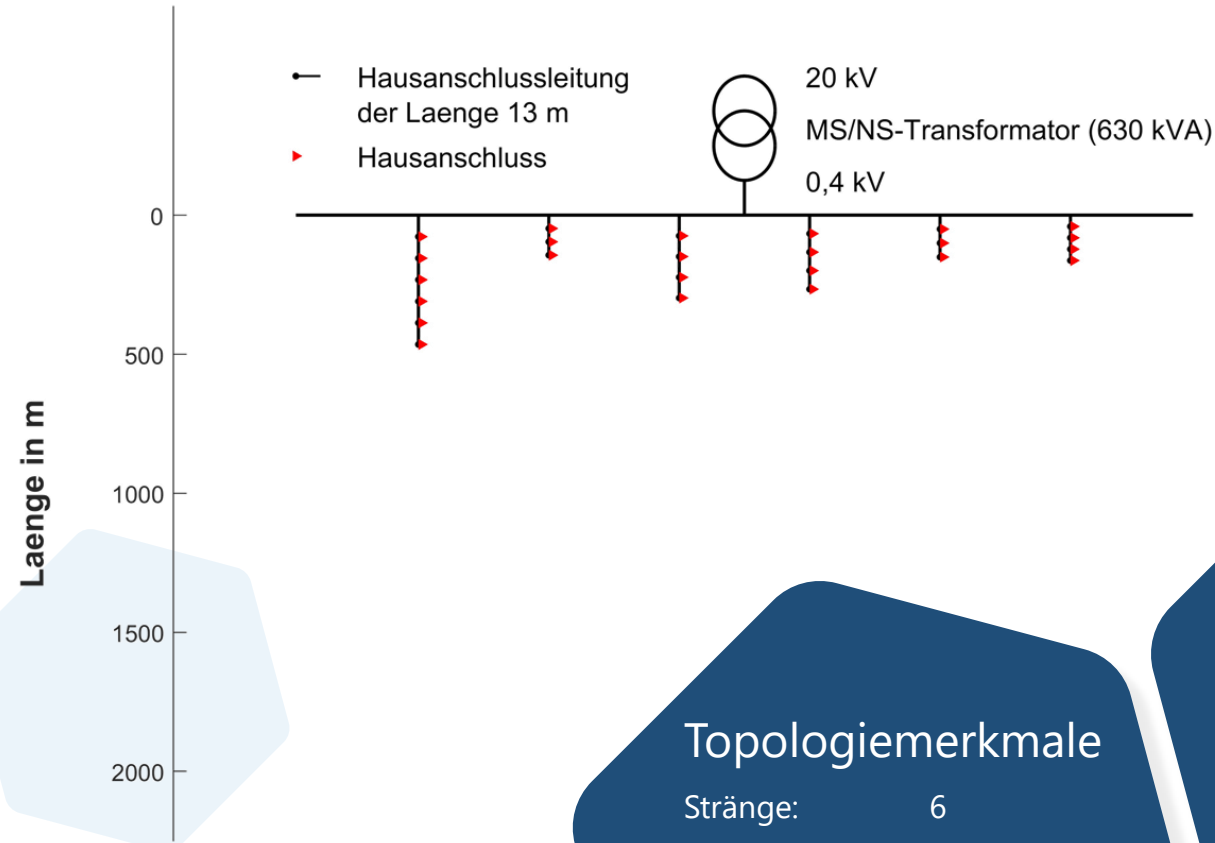 Hausanschlussleitung
der Laenge 13 m
Hausanschluss
20 kV
MS/NS-Transformator (630 kVA)
0,4 kV
0
500
1000
1500
2000
Laenge in m
Topologiemerkmale
Stränge: 6